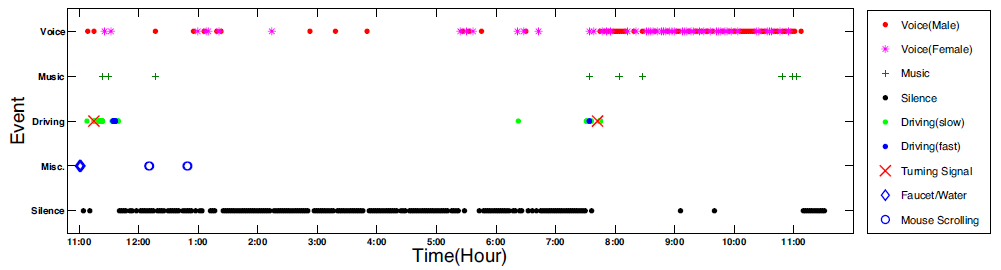 Voice
Music
Driving
Misc.
Silence
Event
11:00 12:00 1:00 2:00 3:00 4:00 5:00 6:00 7:00 8:00 9:00 10:00 11:00
Time(Hour)
Voice(Male)
Voice(Female)
Music
Silence
Driving(slow)
Driving(fast)
Turning Signal
Faucet/Water
Mouse Scrolling